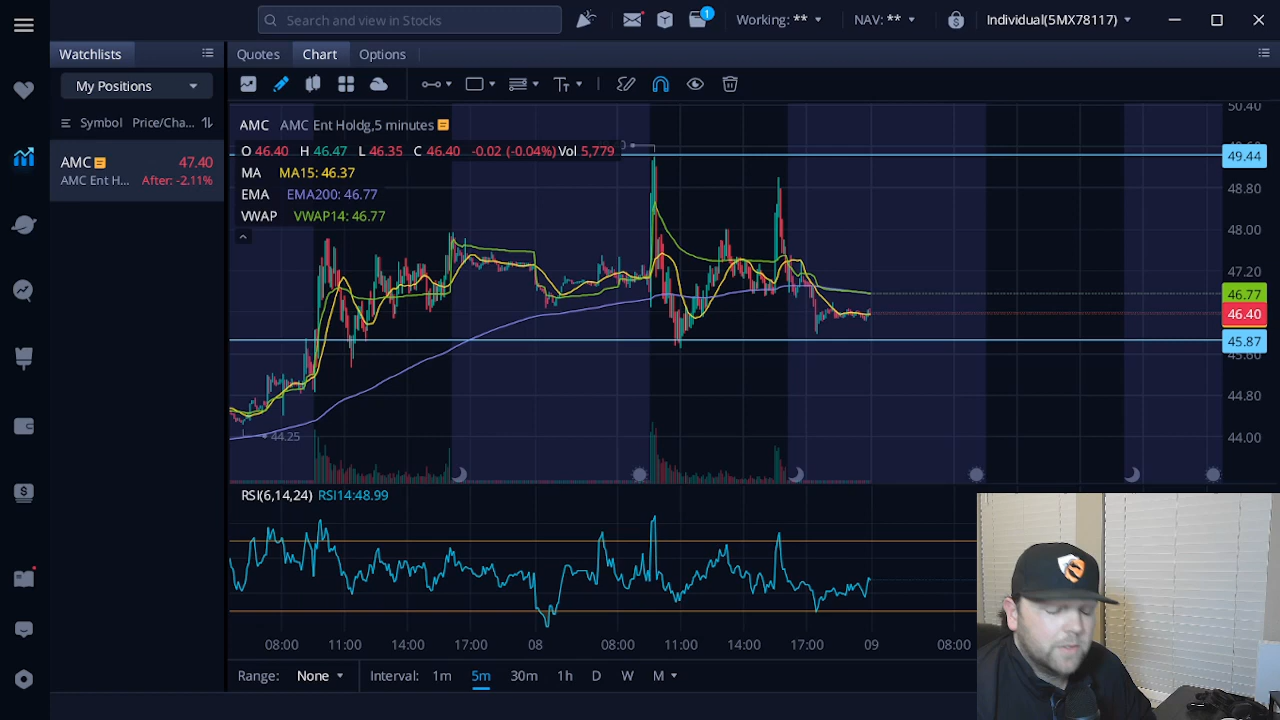 Search and view in Stocks
1
Working: **
NAV: **
Individual(5MX78117)
Watchlists
Quotes
Chart
Options
My Positions
Symbol Price/Cha...
AMC 47.40
AMC Ent H... After: -2.11%
AMC AMC Ent Holdg,5 minutes
O 46.40 H 46.47 L 46.35 C 46.40 -0.02 (-0.04%) Vol 5,779
MA MA15: 46.37
EMA EMA200: 46.77
VWAP VWAP14: 46.77
50.40
49.44
48.80
48.00
47.20
46.77
46.40
45.87
45.60
44.80
44.00
44.25
RSI(6,14,24) RSI14:48.99
08:00 11:00 14:00 17:00 08 08:00 11:00 14:00 17:00 09 08:00
Range: None Interval: 1m 5m 30m 1h D W M